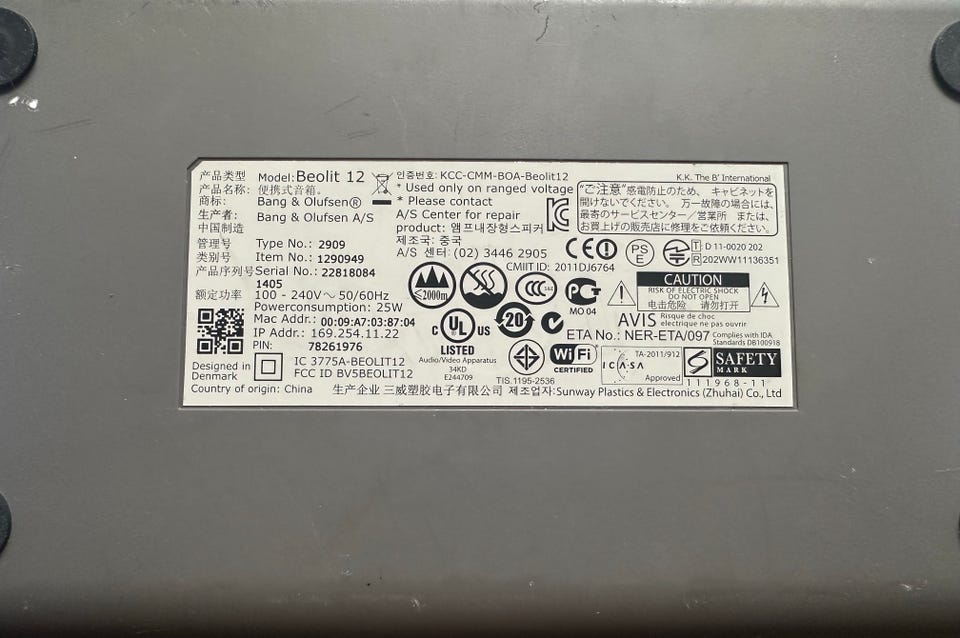 产品类型 Model: Beolit 12
产品名称: 便携式音箱。
商标: Bang & Olufsen®
生产者: Bang & Olufsen A/S
中国制造
管理号 Type No.: 2909
类别号 Item No.: 1290949
产品序列号 Serial No.: 22818084
1405
额定功率 100 - 240V~ 50/60Hz
Powerconsumption: 25W
Mac Addr.: 00:09:A7:03:87:04
IP Addr.: 169.254.11.22
PIN: 78261976
Designed in
Denmark
IC 3775A-BEOLIT12
FCC ID BV5BEOLIT12
인증번호: KCC-CMM-BOA-Beolit12
* Used only on ranged voltage
* Please contact
A/S Center for repair
product: 앰프내장형스피커
제조국: 중국
A/S 센터: (02) 3446 2905
CMIIT ID: 2011DJ6764
K.K. The B' International
"ご注意" 感電防止のため、 キャビネットを
開けないでください。 万一故障の場合には、
最寄のサービスセンター／営業所 または、
お買上げの販売店に修理をご依頼ください。
CE
PS
E
T D 11-0020 202
R 202WW11136351
≤2000m
CCC
S&E
MO 04
CAUTION
RISK OF ELECTRIC SHOCK
DO NOT OPEN
电击危险 请勿打开
AVIS Risque de choc
electrique ne pas ouvrir
C UL US
LISTED
Audio/Video Apparatus
34KD
E244709
20
ETA No.: NER-ETA/097
Complies with IDA
Standards DB100918
TIS.1195-2536
Wi Fi
CERTIFIED
ICASA
TA-2011/912
Approved
S SAFETY
MARK
111968-11
Country of origin: China 生产企业 三威塑胶电子有限公司 제조업자:Sunway Plastics & Electronics (Zhuhai) Co., Ltd